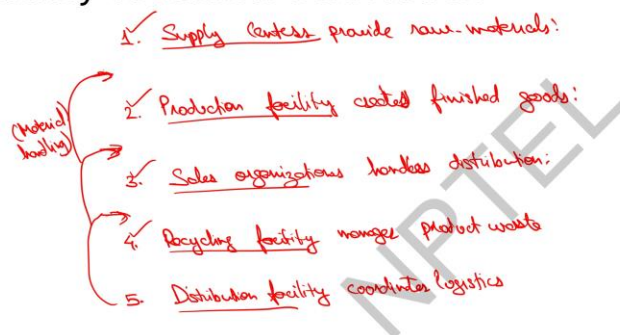 1. Supply Centers provide raw-materials:
2. Production facility created finished goods:
(Material handling)
3. Sales organizations handles distribution:
4. Recycling facility manages product waste
5. Distribution facility coordinates logistics
NPTEL